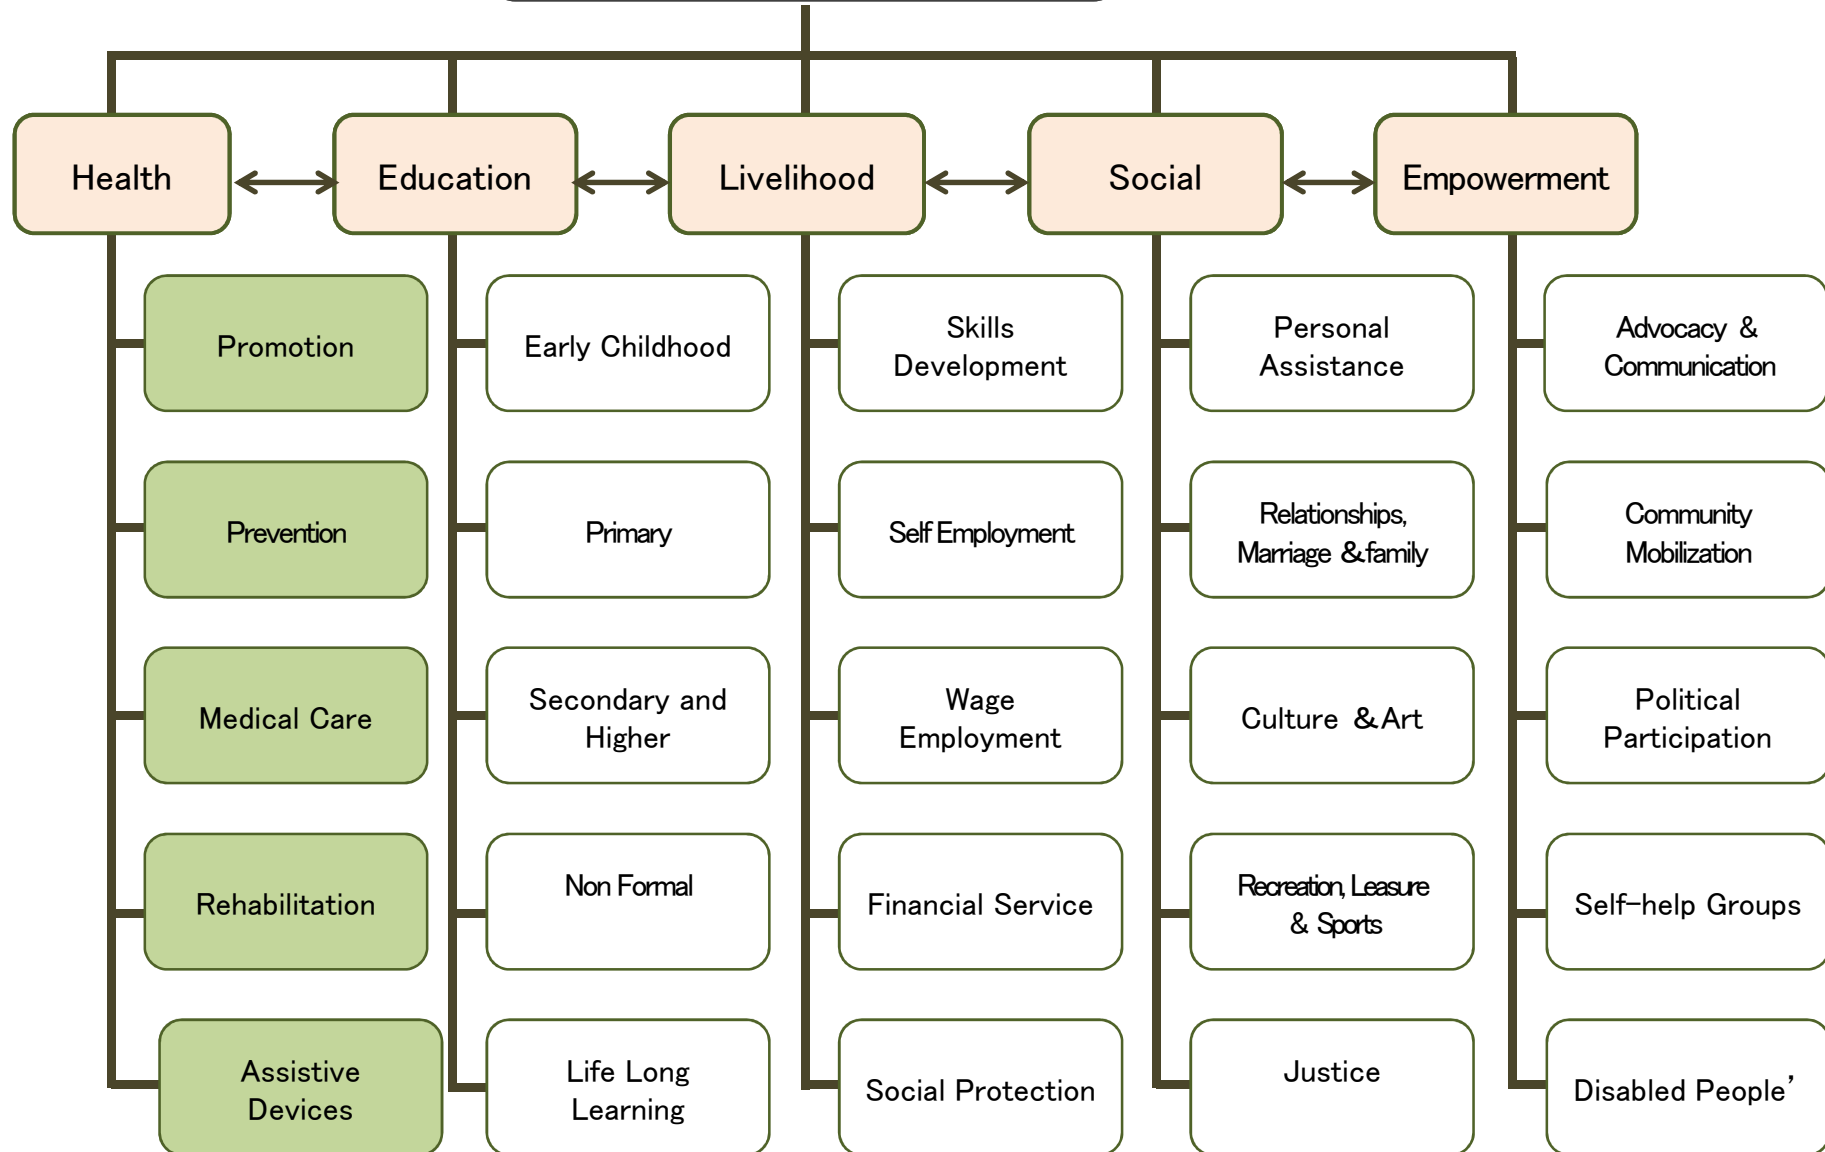 Health
Education
Livelihood
Social
Empowerment
Promotion
Early Childhood
Skills
Development
Personal
Assistance
Advocacy &
Communication
Prevention
Primary
Self Employment
Relationships,
Marriage &family
Community
Mobilization
Medical Care
Secondary and
Higher
Wage
Employment
Culture &Art
Political
Participation
Rehabilitation
Non Formal
Financial Service
Recreation, Leasure
& Sports
Self-help Groups
Assistive
Devices
Life Long
Learning
Social Protection
Justice
Disabled People’